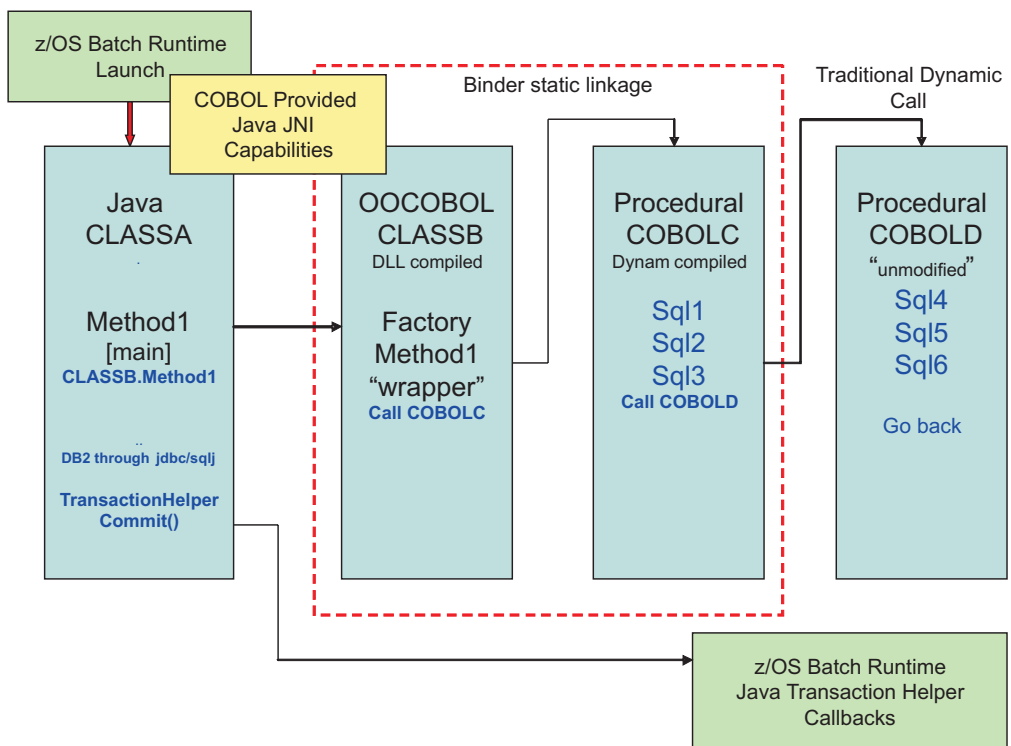 z/OS Batch Runtime
Launch
COBOL Provided
Java JNI
Capabilities
Binder static linkage
Traditional Dynamic
Call
Java
CLASSA
.
Method1
[main]
CLASSB.Method1
..
DB2 through jdbc/sqlj
TransactionHelper
Commit()
OOCOBOL
CLASSB
DLL compiled
Factory
Method1
“wrapper”
Call COBOLC
Procedural
COBOLC
Dynam compiled
Sql1
Sql2
Sql3
Call COBOLD
Procedural
COBOLD
“unmodified”
Sql4
Sql5
Sql6
Go back
z/OS Batch Runtime
Java Transaction Helper
Callbacks